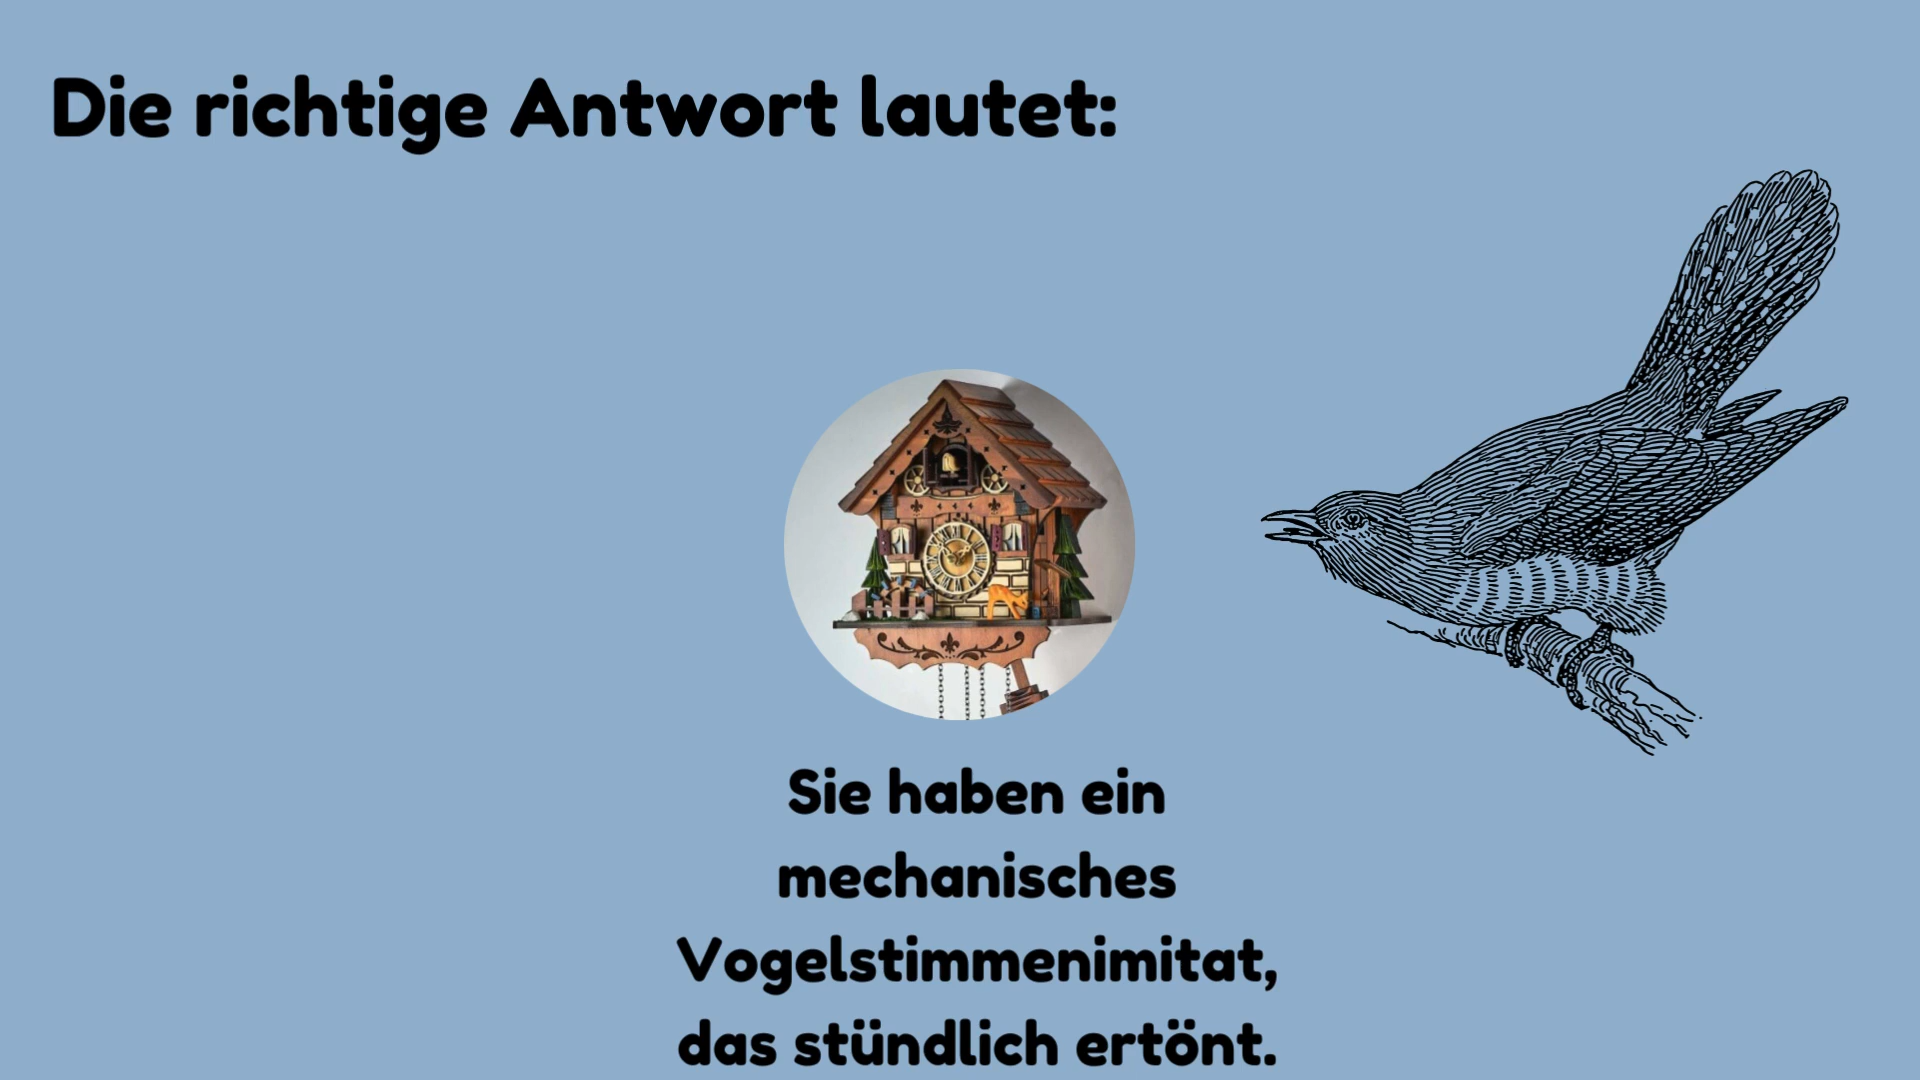 Die richtige Antwort lautet:
Sie haben ein
mechanisches
Vogelstimmenimitat,
das stündlich ertönt.